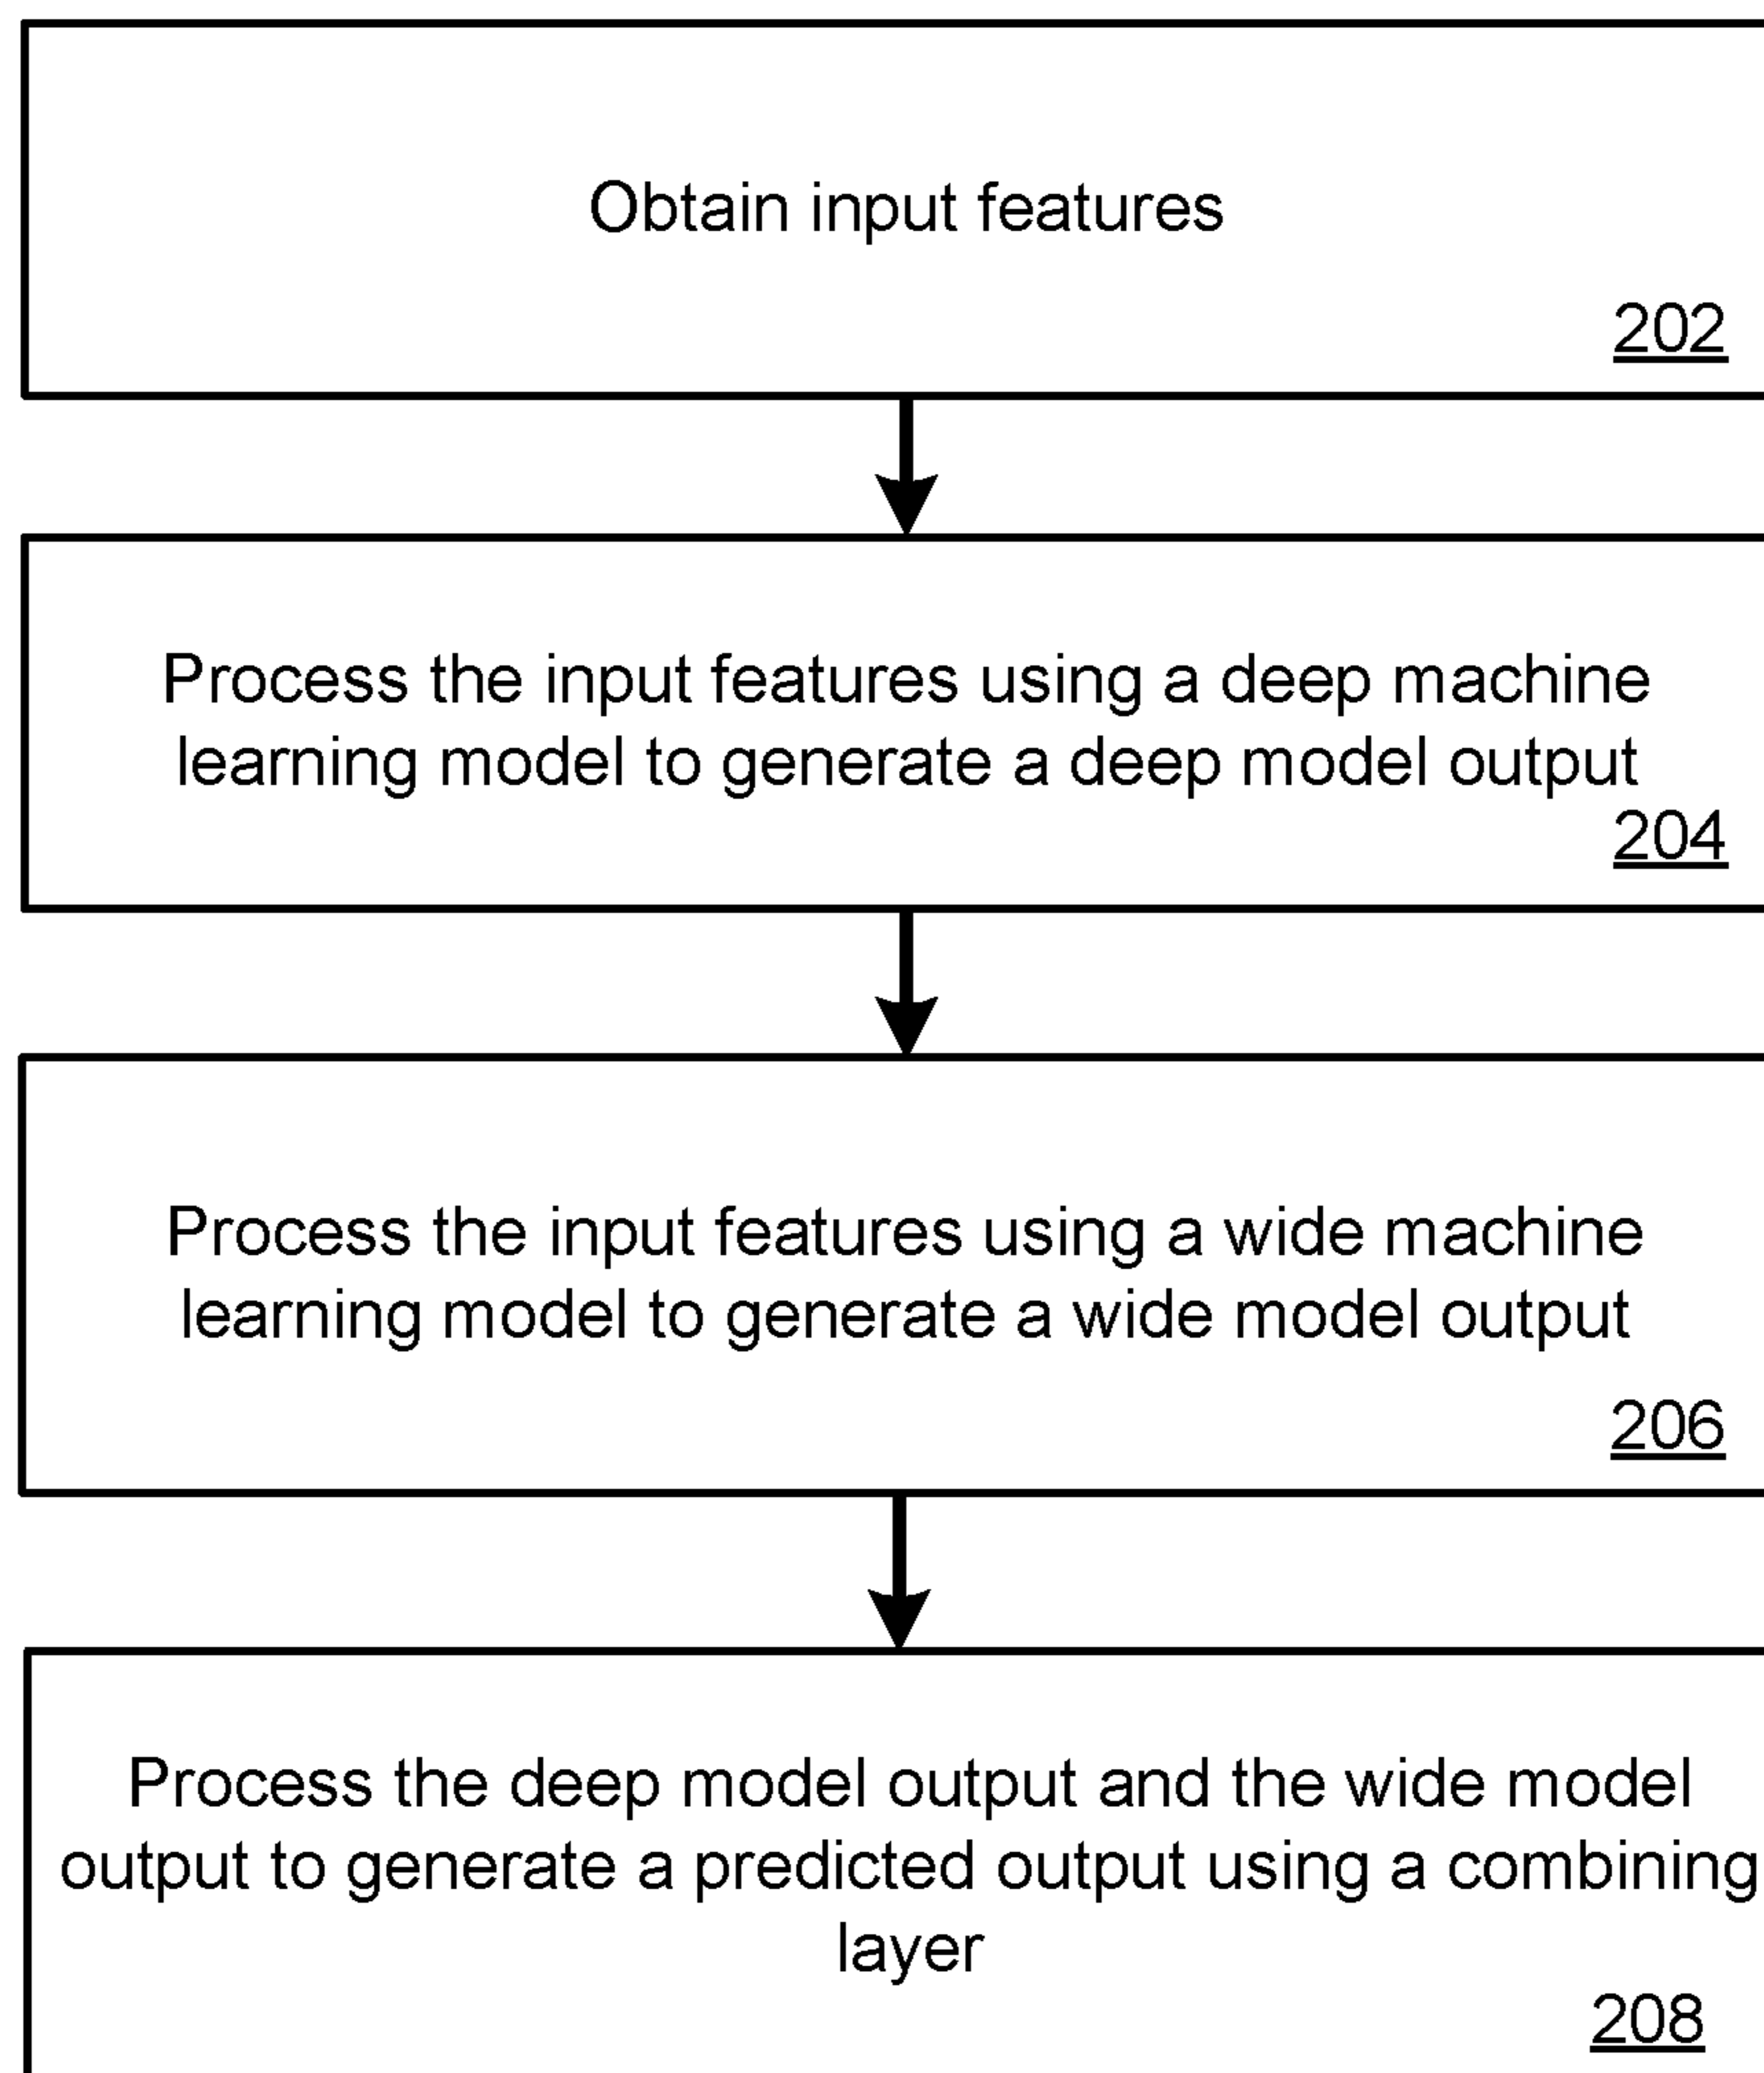 Obtain input features
202
Process the input features using a deep machine
learning model to generate a deep model output
204
Process the input features using a wide machine
learning model to generate a wide model output
206
Process the deep model output and the wide model
output to generate a predicted output using a combining
layer
208